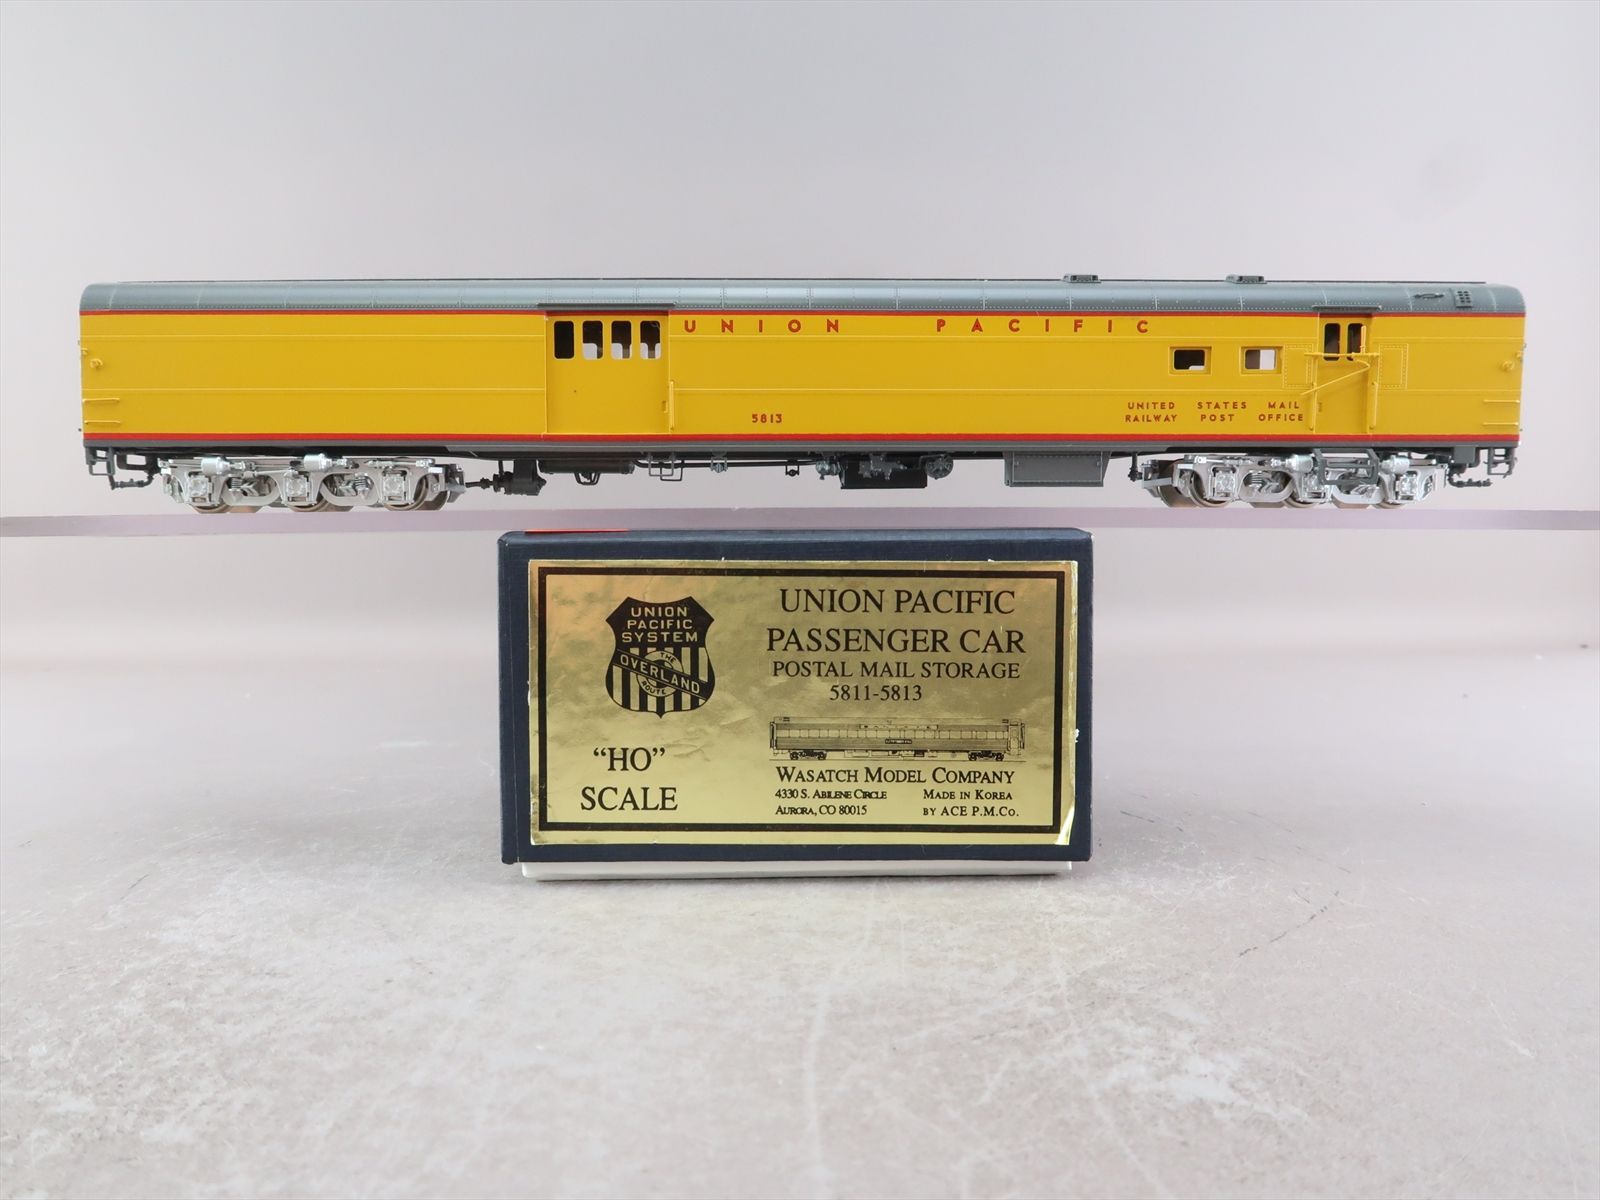 UNION PACIFIC
5813
UNITED STATES MAIL
RAILWAY POST OFFICE
UNION
PACIFIC
SYSTEM
THE
OVERLAND
ROUTE
"HO"
SCALE
UNION PACIFIC
PASSENGER CAR
POSTAL MAIL STORAGE
5811-5813
WASATCH MODEL COMPANY
4330 S. ABILENE CIRCLE MADE IN KOREA
AURORA, CO 80015 BY ACE P.M.CO.